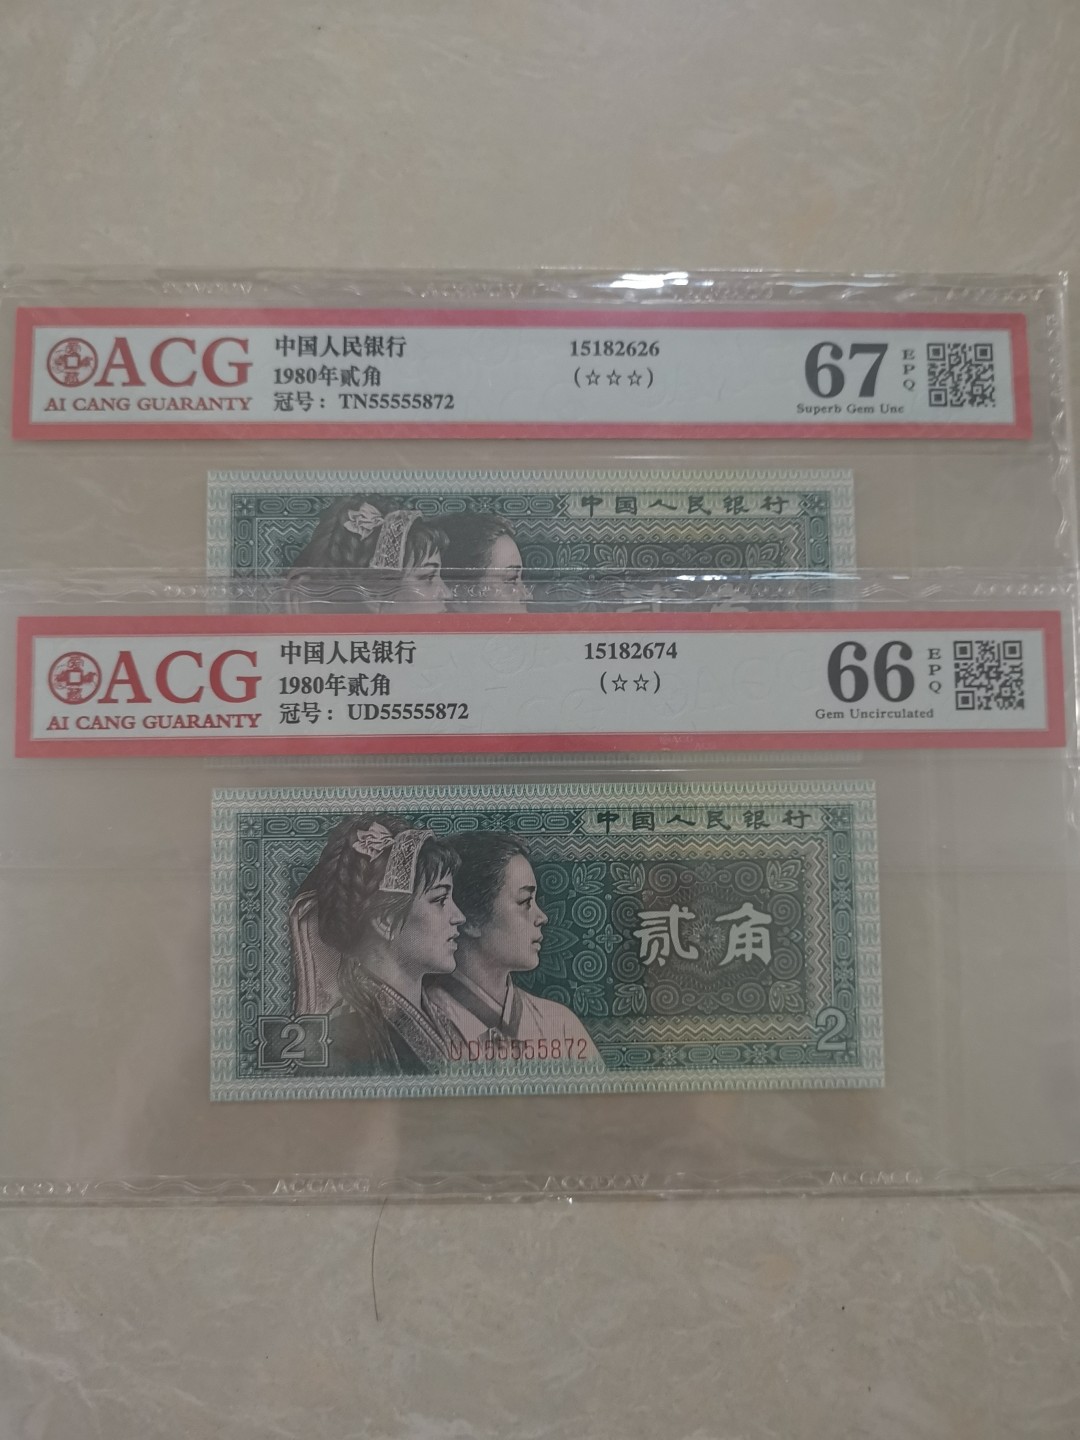 ACG
AI CANG GUARANTY
中国人民银行
1980年贰角
冠号：TN55555872
15182626
(☆☆☆)
67
EPQ
Superb Gem Unc
中国人民银行
ACG
AI CANG GUARANTY
中国人民银行
1980年贰角
冠号：UD55555872
15182674
(☆☆)
66
EPQ
Gem Uncirculated
中国人民银行
贰角
2
UD55555872
2
ACGACG
ACGACG